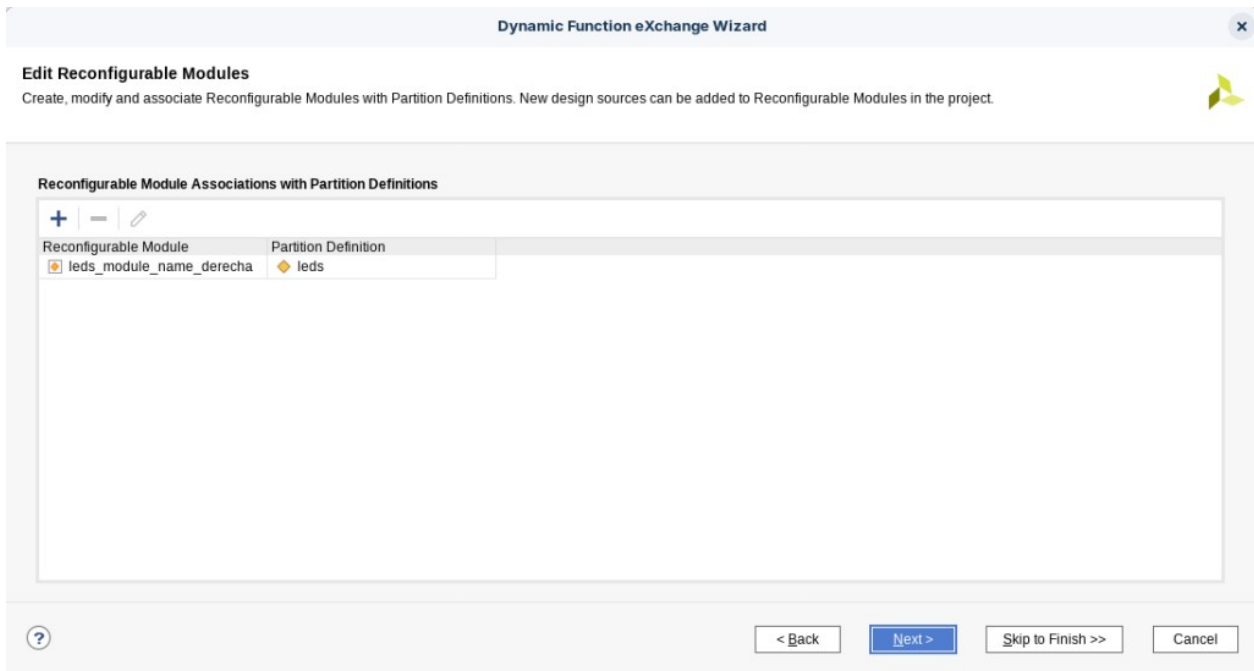 Dynamic Function eXchange Wizard
Edit Reconfigurable Modules
Create, modify and associate Reconfigurable Modules with Partition Definitions. New design sources can be added to Reconfigurable Modules in the project.
Reconfigurable Module Associations with Partition Definitions
Reconfigurable Module Partition Definition
leds_module_name_derecha leds
? < Back Next > Skip to Finish >> Cancel